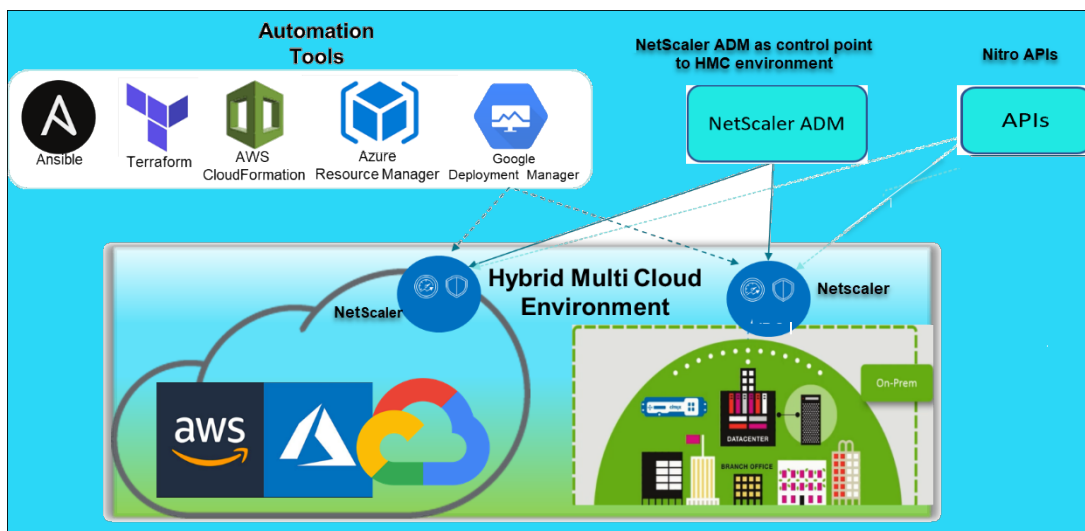 Automation
Tools
NetScaler ADM as control point
to HMC environment
Nitro APIs
Ansible
Terraform
AWS
CloudFormation
Azure
Resource Manager
Google
Deployment Manager
NetScaler ADM
APIs
Hybrid Multi Cloud
Environment
NetScaler
Netscaler
aws
On-Prem
citrix
DATACENTER
BRANCH OFFICE